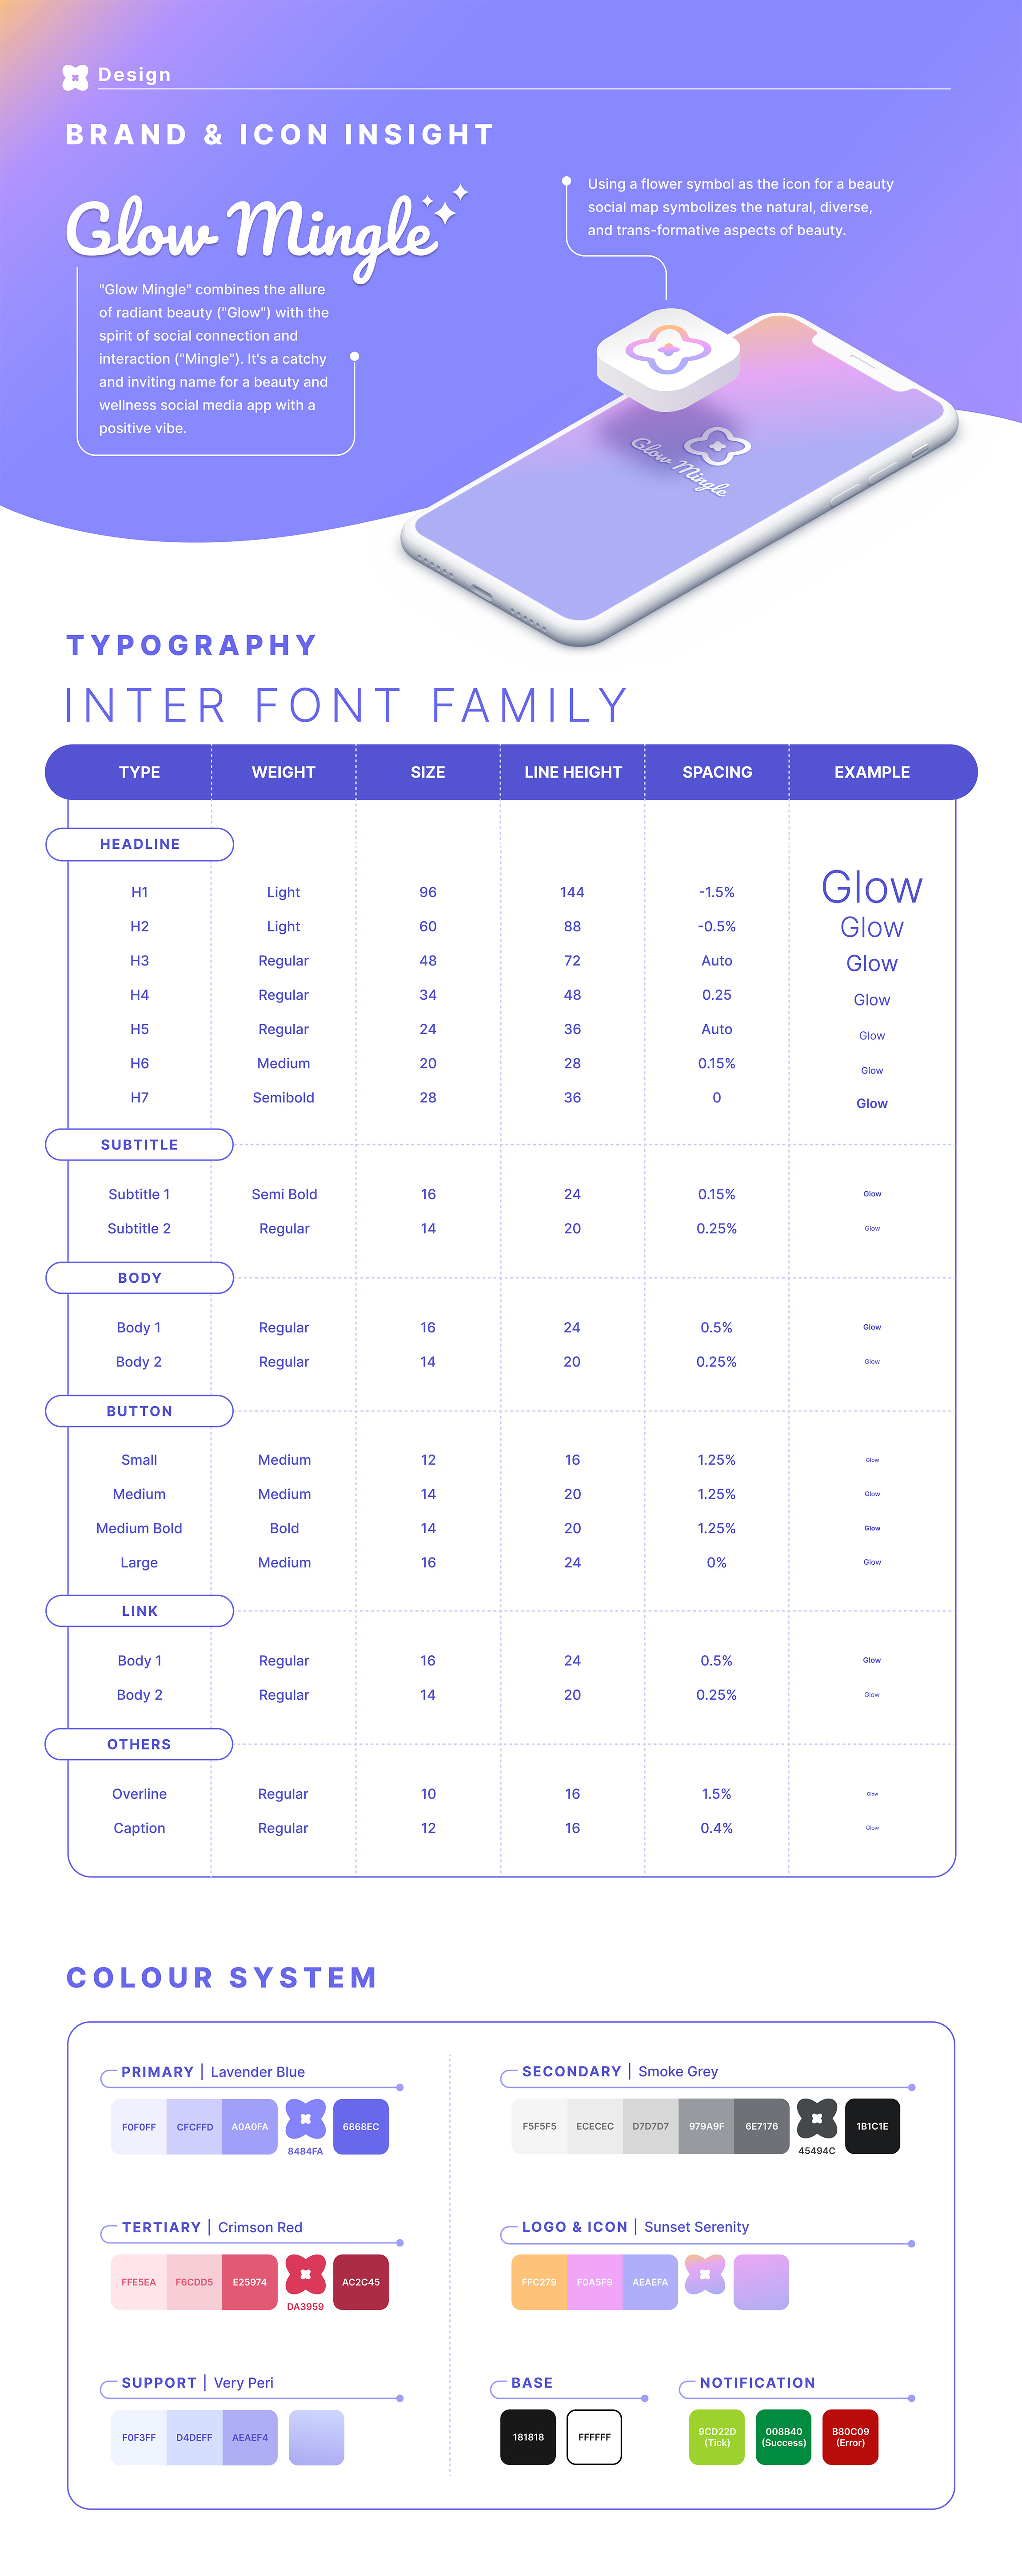 Design
BRAND & ICON INSIGHT
Glow Mingle
"Glow Mingle" combines the allure
of radiant beauty ("Glow") with the
spirit of social connection and
interaction ("Mingle"). It's a catchy
and inviting name for a beauty and
wellness social media app with a
positive vibe.
Using a flower symbol as the icon for a beauty
social map symbolizes the natural, diverse,
and trans-formative aspects of beauty.
Glow Mingle
TYPOGRAPHY
INTER FONT FAMILY
TYPE WEIGHT SIZE LINE HEIGHT SPACING EXAMPLE
HEADLINE
H1 Light 96 144 -1.5% Glow
H2 Light 60 88 -0.5% Glow
H3 Regular 48 72 Auto Glow
H4 Regular 34 48 0.25 Glow
H5 Regular 24 36 Auto Glow
H6 Medium 20 28 0.15% Glow
H7 Semibold 28 36 0 Glow
SUBTITLE
Subtitle 1 Semi Bold 16 24 0.15% Glow
Subtitle 2 Regular 14 20 0.25% Glow
BODY
Body 1 Regular 16 24 0.5% Glow
Body 2 Regular 14 20 0.25% Glow
BUTTON
Small Medium 12 16 1.25% Glow
Medium Medium 14 20 1.25% Glow
Medium Bold Bold 14 20 1.25% Glow
Large Medium 16 24 0% Glow
LINK
Body 1 Regular 16 24 0.5% Glow
Body 2 Regular 14 20 0.25% Glow
OTHERS
Overline Regular 10 16 1.5% Glow
Caption Regular 12 16 0.4% Glow
COLOUR SYSTEM
PRIMARY | Lavender Blue
F0F0FF CFCFFD A0A0FA 8484FA 6868EC
SECONDARY | Smoke Grey
F5F5F5 ECECEC D7D7D7 979A9F 6E7176 45494C 1B1C1E
TERTIARY | Crimson Red
FFE5EA F6CDD5 E25974 DA3959 AC2C45
LOGO & ICON | Sunset Serenity
FFC279 F0A5F9 AEAEFA
SUPPORT | Very Peri
F0F3FF D4DEFF AEAEF4
BASE
181818 FFFFFF
NOTIFICATION
9CD22D
(Tick)
008B40
(Success)
B80C09
(Error)